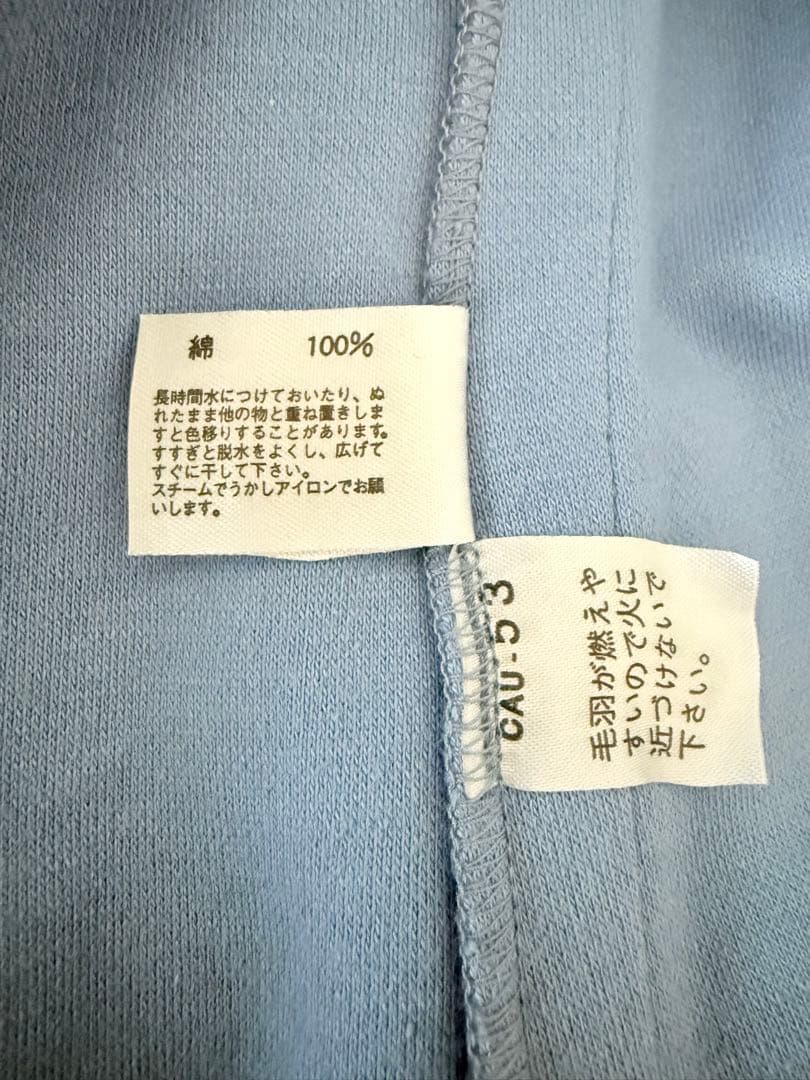 綿 100%
長時間水につけておいたり、ぬ
れたまま他の物と重ね置きしま
すと色移りすることがあります。
すすぎと脱水をよくし、広げて
すぐに干して下さい。
スチームでうかしアイロンでお願
いします。
CAU-53
毛羽が燃えや
すいので火に
近づけないで
下さい。